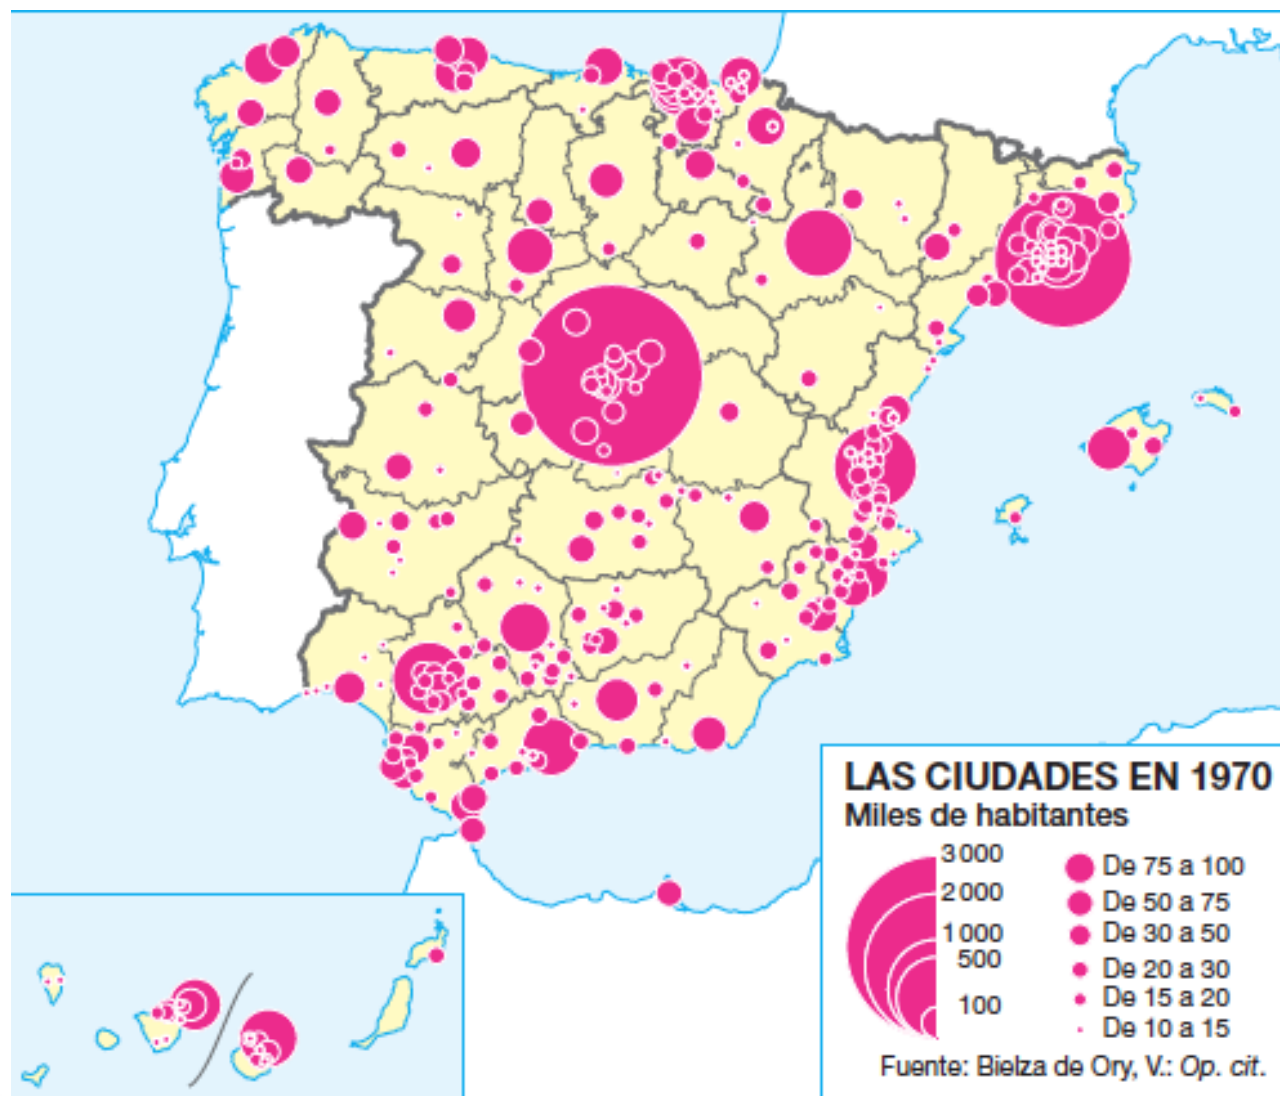 LAS CIUDADES EN 1970
Miles de habitantes
3 000
2 000
1 000
500
100
De 75 a 100
De 50 a 75
De 30 a 50
De 20 a 30
De 15 a 20
De 10 a 15
Fuente: Bielza de Ory, V.: Op. cit.